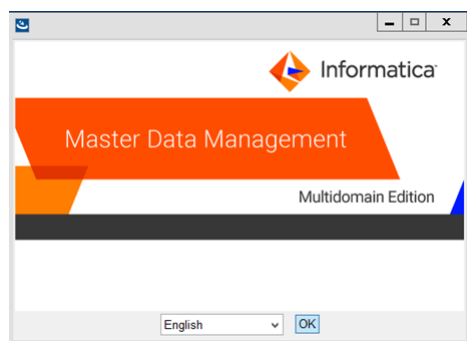 Informatica
Master Data Management
Multidomain Edition
English
OK